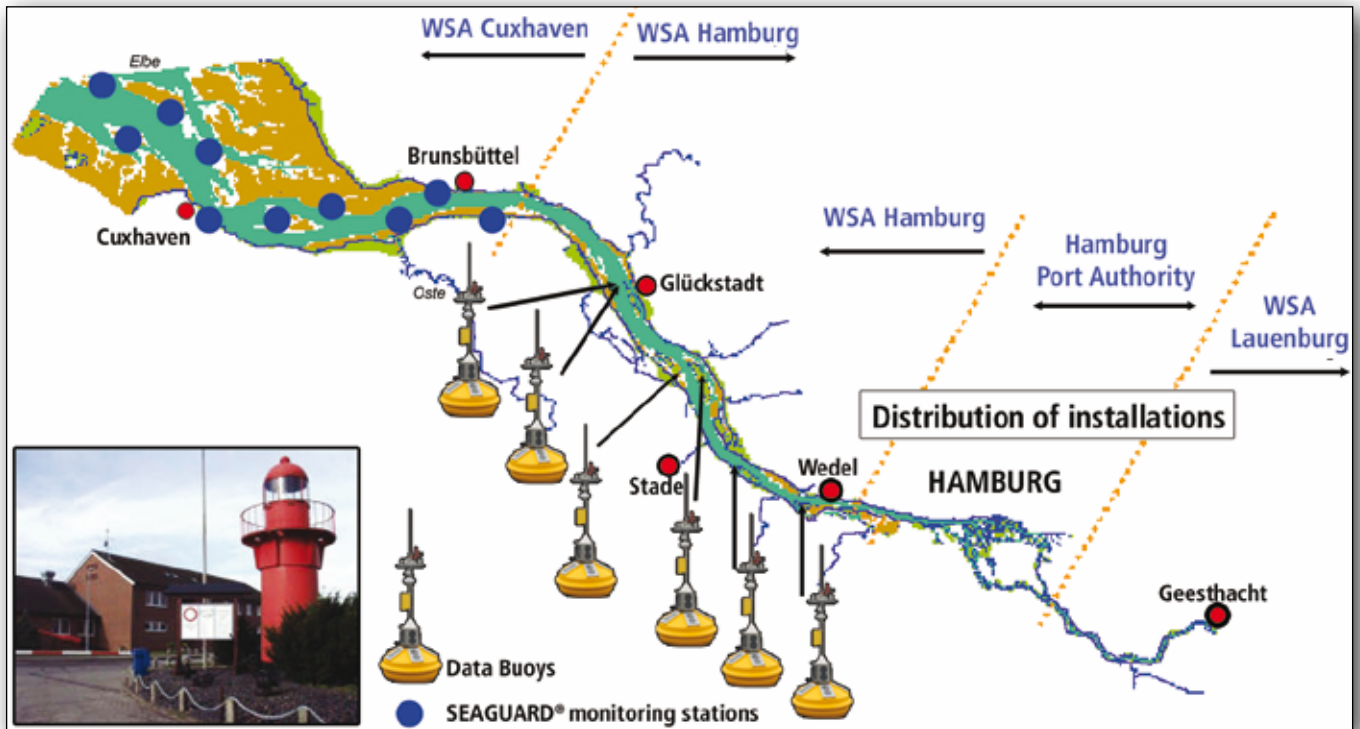 WSA Cuxhaven
WSA Hamburg
Elbe
Brunsbüttel
Cuxhaven
Oste
WSA Hamburg
Hamburg
Port Authority
WSA
Lauenburg
Glückstadt
Distribution of installations
Stade
Wedel
HAMBURG
Geesthacht
Data Buoys
SEAGUARD® monitoring stations